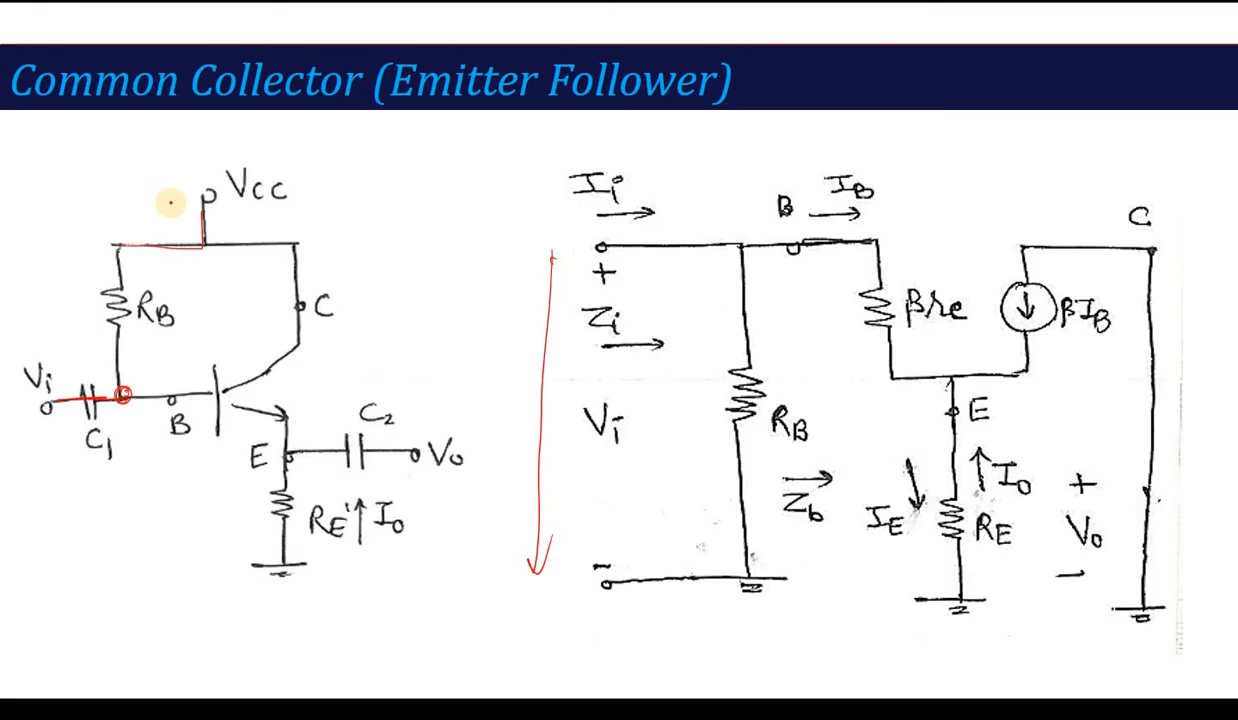 Common Collector (Emitter Follower)
Vcc
RB
C
Vi
C1
B
E
C2
Vo
RE
Io
Ii
B
IB
C
+
Zi
βre
βIB
Vi
RB
Zb
E
IE
Io
RE
+
Vo
-
-